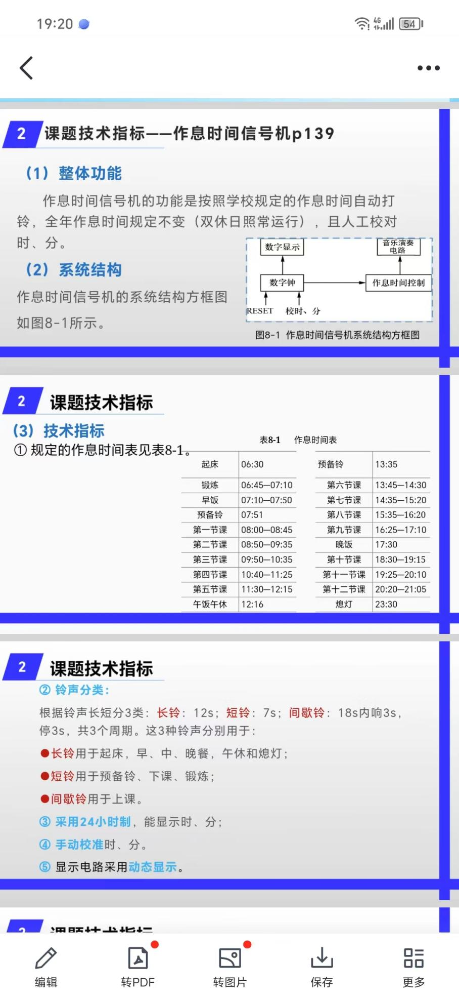 19:20
4G
54
2 课题技术指标——作息时间信号机p139
（1）整体功能
作息时间信号机的功能是按照学校规定的作息时间自动打
铃，全年作息时间规定不变（双休日照常运行），且人工校对
时、分。
（2）系统结构
作息时间信号机的系统结构方框图
如图8-1所示。
数字显示
音乐演奏
电路
数字钟
作息时间控制
RESET 校时、分
图8-1 作息时间信号机系统结构方框图
2 课题技术指标
（3）技术指标
① 规定的作息时间表见表8-1。
表8-1 作息时间表
起床 06:30 预备铃 13:35
锻炼 06:45—07:10 第六节课 13:45—14:30
早饭 07:10—07:50 第七节课 14:35—15:20
预备铃 07:51 第八节课 15:35—16:20
第一节课 08:00—08:45 第九节课 16:25—17:10
第二节课 08:50—09:35 晚饭 17:30
第三节课 09:50—10:35 第十节课 18:30—19:15
第四节课 10:40—11:25 第十一节课 19:25—20:10
第五节课 11:30—12:15 第十二节课 20:20—21:05
午饭午休 12:16 熄灯 23:30
2 课题技术指标
② 铃声分类：
根据铃声长短分3类：长铃：12s；短铃：7s；间歇铃：18s内响3s，
停3s，共3个周期。这3种铃声分别用于：
●长铃用于起床，早、中、晚餐，午休和熄灯；
●短铃用于预备铃、下课、锻炼；
●间歇铃用于上课。
③ 采用24小时制，能显示时、分；
④ 手动校准时、分。
⑤ 显示电路采用动态显示。
2 课题技术指标
编辑 转PDF 转图片 保存 更多